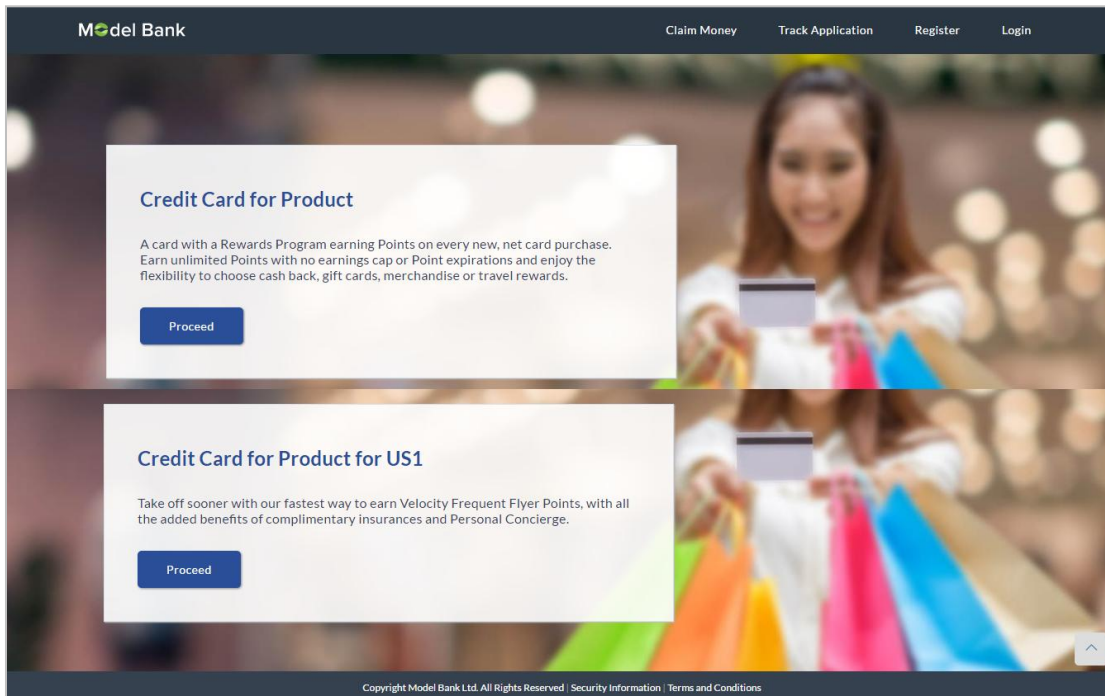 Model Bank
Claim Money Track Application Register Login
Credit Card for Product
A card with a Rewards Program earning Points on every new, net card purchase.
Earn unlimited Points with no earnings cap or Point expirations and enjoy the
flexibility to choose cash back, gift cards, merchandise or travel rewards.
Proceed
Credit Card for Product for US1
Take off sooner with our fastest way to earn Velocity Frequent Flyer Points, with all
the added benefits of complimentary insurances and Personal Concierge.
Proceed
Copyright Model Bank Ltd. All Rights Reserved | Security Information | Terms and Conditions